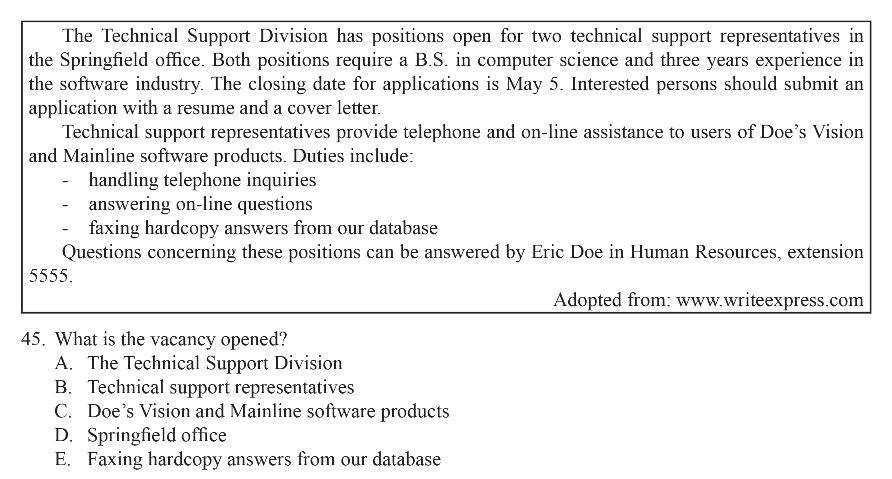 The Technical Support Division has positions open for two technical support representatives in
the Springfield office. Both positions require a B.S. in computer science and three years experience in
the software industry. The closing date for applications is May 5. Interested persons should submit an
application with a resume and a cover letter.
Technical support representatives provide telephone and on-line assistance to users of Doe's Vision
and Mainline software products. Duties include:
- handling telephone inquiries
- answering on-line questions
- faxing hardcopy answers from our database
Questions concerning these positions can be answered by Eric Doe in Human Resources, extension
5555.
Adopted from: www.writeexpress.com
45. What is the vacancy opened?
A. The Technical Support Division
B. Technical support representatives
C. Doe's Vision and Mainline software products
D. Springfield office
E. Faxing hardcopy answers from our database